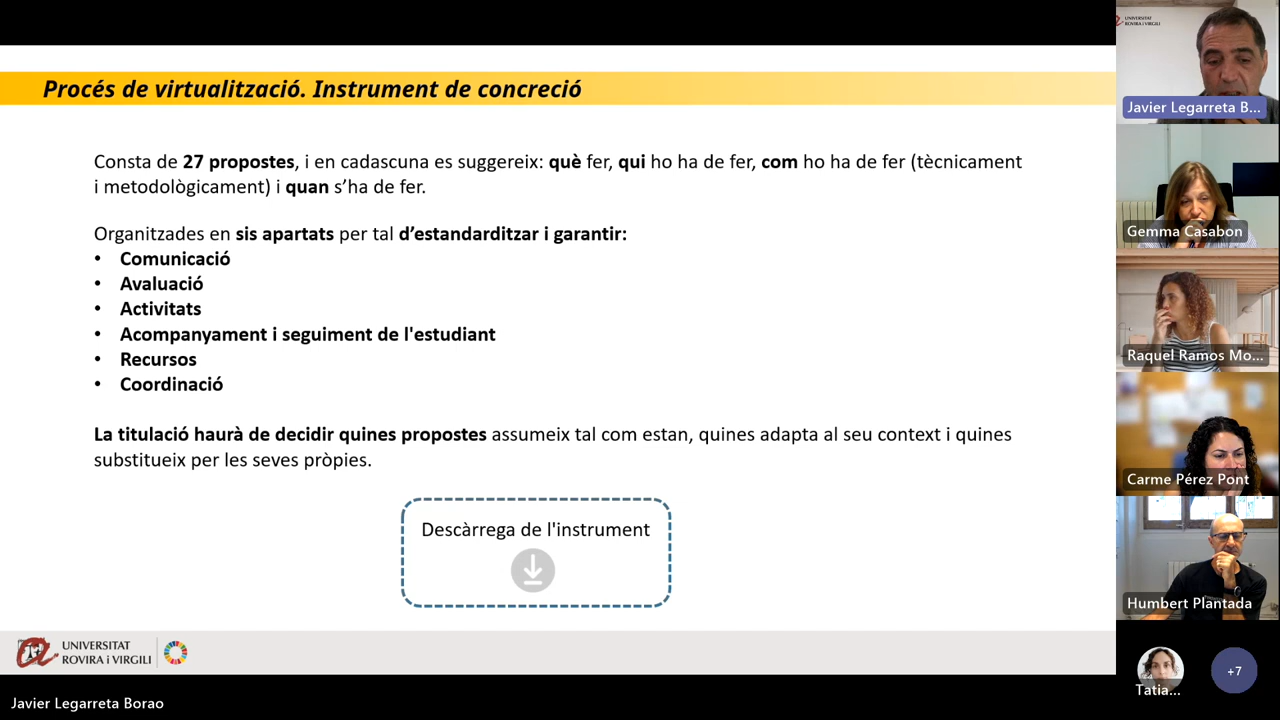 Procés de virtualització. Instrument de concreció
Consta de 27 propostes, i en cadascuna es suggereix: què fer, qui ho ha de fer, com ho ha de fer (tècnicament
i metodològicament) i quan s’ha de fer.
Organitzades en sis apartats per tal d’estandarditzar i garantir:
• Comunicació
• Avaluació
• Activitats
• Acompanyament i seguiment de l'estudiant
• Recursos
• Coordinació
La titulació haurà de decidir quines propostes assumeix tal com estan, quines adapta al seu context i quines
substitueix per les seves pròpies.
Descàrrega de l'instrument
UNIVERSITAT
ROVIRA i VIRGILI
Javier Legarreta Borao
UNIVERSITAT
ROVIRA i VIRGILI
Javier Legarreta B...
Gemma Casabon
Raquel Ramos Mo...
Carme Pérez Pont
Humbert Plantada
Tatia...
+7